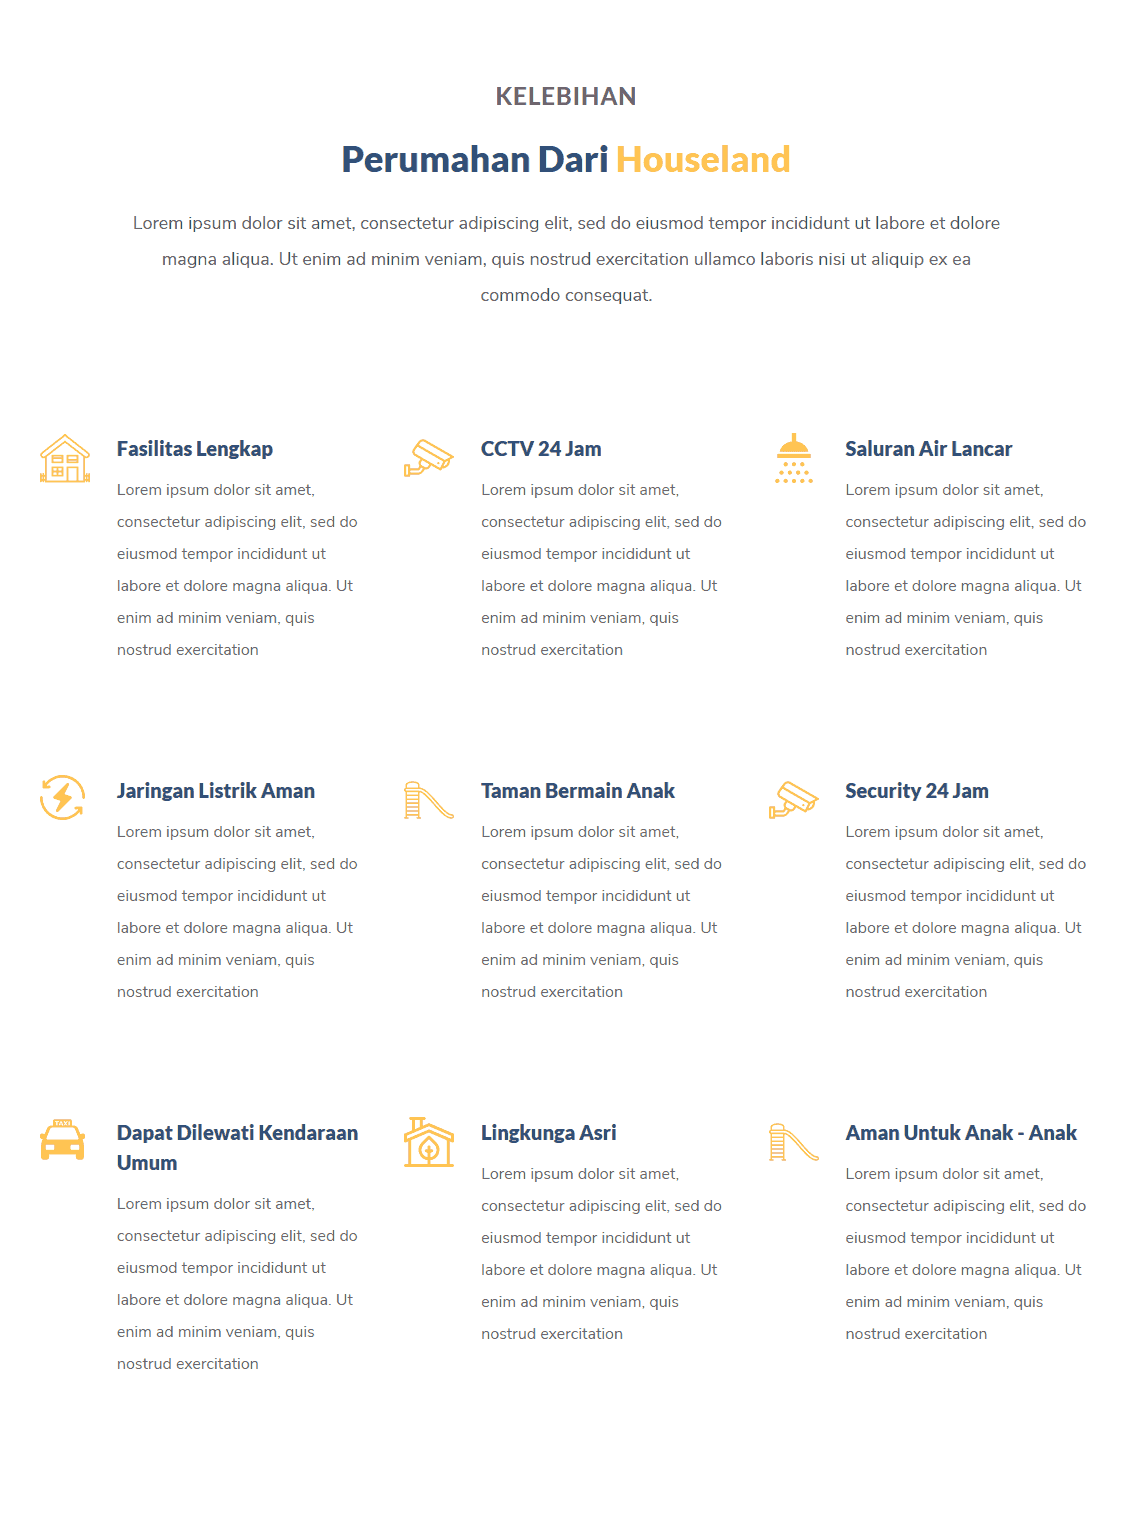 KELEBIHAN
Perumahan Dari Houseland
Lorem ipsum dolor sit amet, consectetur adipiscing elit, sed do eiusmod tempor incididunt ut labore et dolore
magna aliqua. Ut enim ad minim veniam, quis nostrud exercitation ullamco laboris nisi ut aliquip ex ea
commodo consequat.
Fasilitas Lengkap
Lorem ipsum dolor sit amet,
consectetur adipiscing elit, sed do
eiusmod tempor incididunt ut
labore et dolore magna aliqua. Ut
enim ad minim veniam, quis
nostrud exercitation
CCTV 24 Jam
Lorem ipsum dolor sit amet,
consectetur adipiscing elit, sed do
eiusmod tempor incididunt ut
labore et dolore magna aliqua. Ut
enim ad minim veniam, quis
nostrud exercitation
Saluran Air Lancar
Lorem ipsum dolor sit amet,
consectetur adipiscing elit, sed do
eiusmod tempor incididunt ut
labore et dolore magna aliqua. Ut
enim ad minim veniam, quis
nostrud exercitation
Jaringan Listrik Aman
Lorem ipsum dolor sit amet,
consectetur adipiscing elit, sed do
eiusmod tempor incididunt ut
labore et dolore magna aliqua. Ut
enim ad minim veniam, quis
nostrud exercitation
Taman Bermain Anak
Lorem ipsum dolor sit amet,
consectetur adipiscing elit, sed do
eiusmod tempor incididunt ut
labore et dolore magna aliqua. Ut
enim ad minim veniam, quis
nostrud exercitation
Security 24 Jam
Lorem ipsum dolor sit amet,
consectetur adipiscing elit, sed do
eiusmod tempor incididunt ut
labore et dolore magna aliqua. Ut
enim ad minim veniam, quis
nostrud exercitation
TAXI
Dapat Dilewati Kendaraan
Umum
Lorem ipsum dolor sit amet,
consectetur adipiscing elit, sed do
eiusmod tempor incididunt ut
labore et dolore magna aliqua. Ut
enim ad minim veniam, quis
nostrud exercitation
Lingkunga Asri
Lorem ipsum dolor sit amet,
consectetur adipiscing elit, sed do
eiusmod tempor incididunt ut
labore et dolore magna aliqua. Ut
enim ad minim veniam, quis
nostrud exercitation
Aman Untuk Anak - Anak
Lorem ipsum dolor sit amet,
consectetur adipiscing elit, sed do
eiusmod tempor incididunt ut
labore et dolore magna aliqua. Ut
enim ad minim veniam, quis
nostrud exercitation